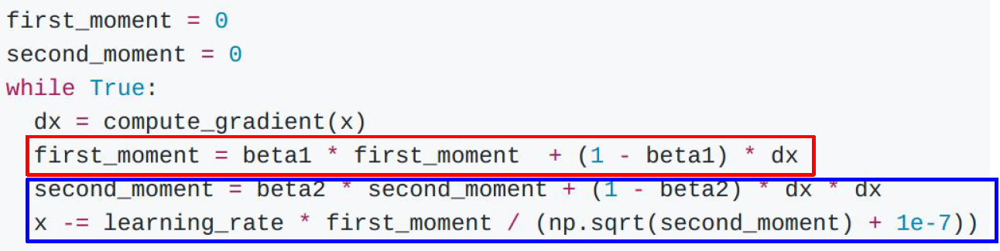 first_moment = 0
second_moment = 0
while True:
dx = compute_gradient(x)
first_moment = beta1 * first_moment + (1 - beta1) * dx
second_moment = beta2 * second_moment + (1 - beta2) * dx * dx
x -= learning_rate * first_moment / (np.sqrt(second_moment) + 1e-7))